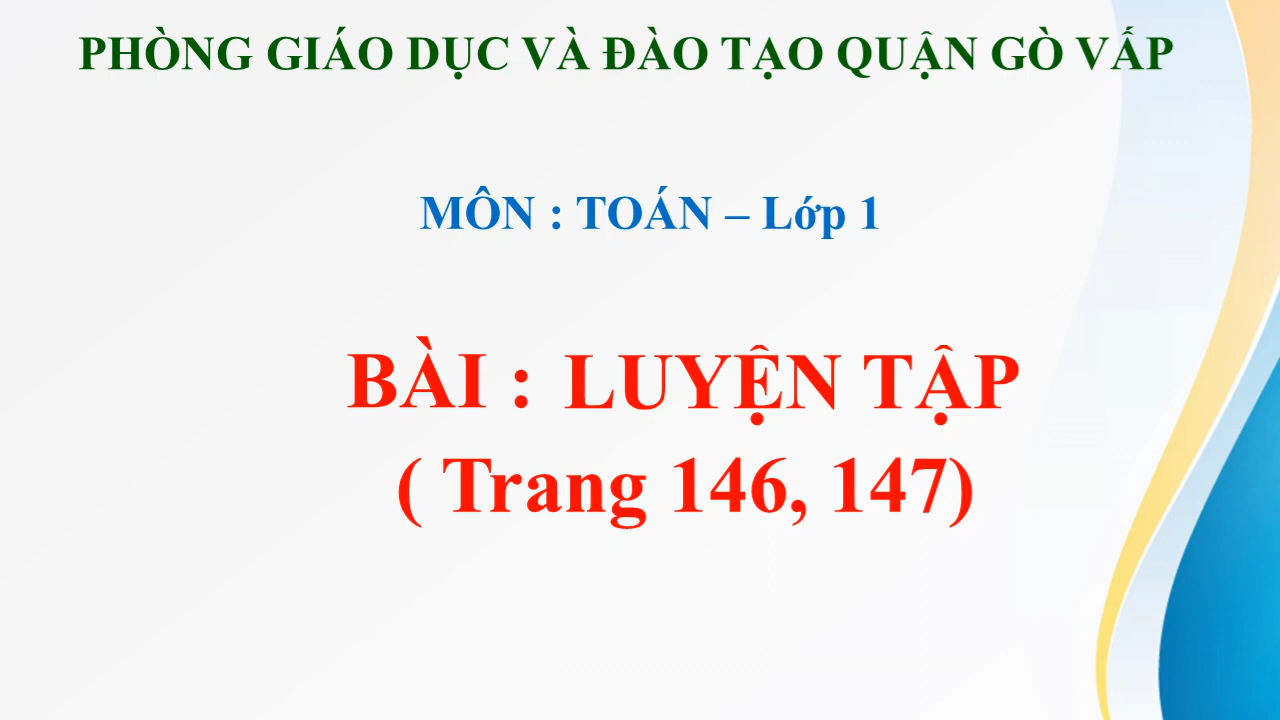 PHÒNG GIÁO DỤC VÀ ĐÀO TẠO QUẬN GÒ VẤP
MÔN : TOÁN – Lớp 1
BÀI : LUYỆN TẬP
( Trang 146, 147)